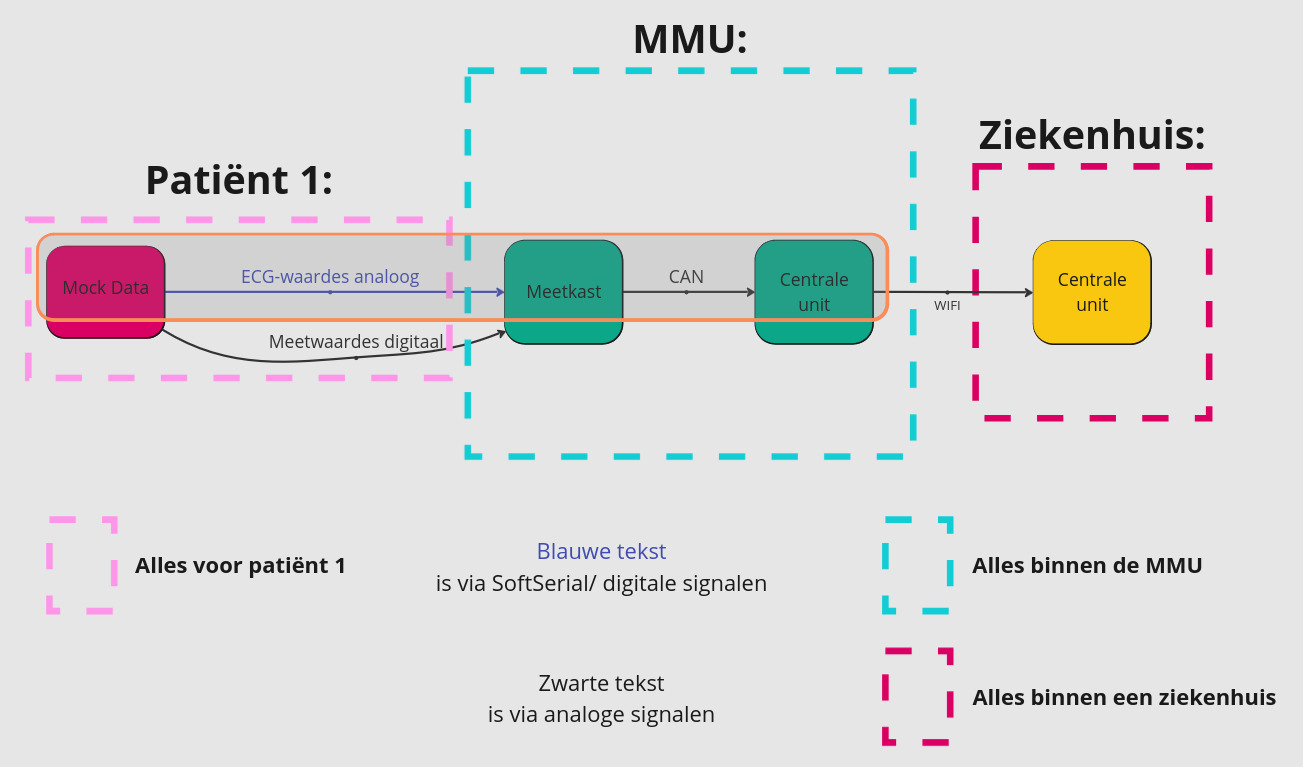 MMU:
Ziekenhuis:
Patiënt 1:
Mock Data
ECG-waardes analoog
Meetkast
CAN
Centrale
unit
WIFI
Centrale
unit
Meetwaardes digitaal
Alles voor patiënt 1
Blauwe tekst
is via SoftSerial/ digitale signalen
Alles binnen de MMU
Zwarte tekst
is via analoge signalen
Alles binnen een ziekenhuis